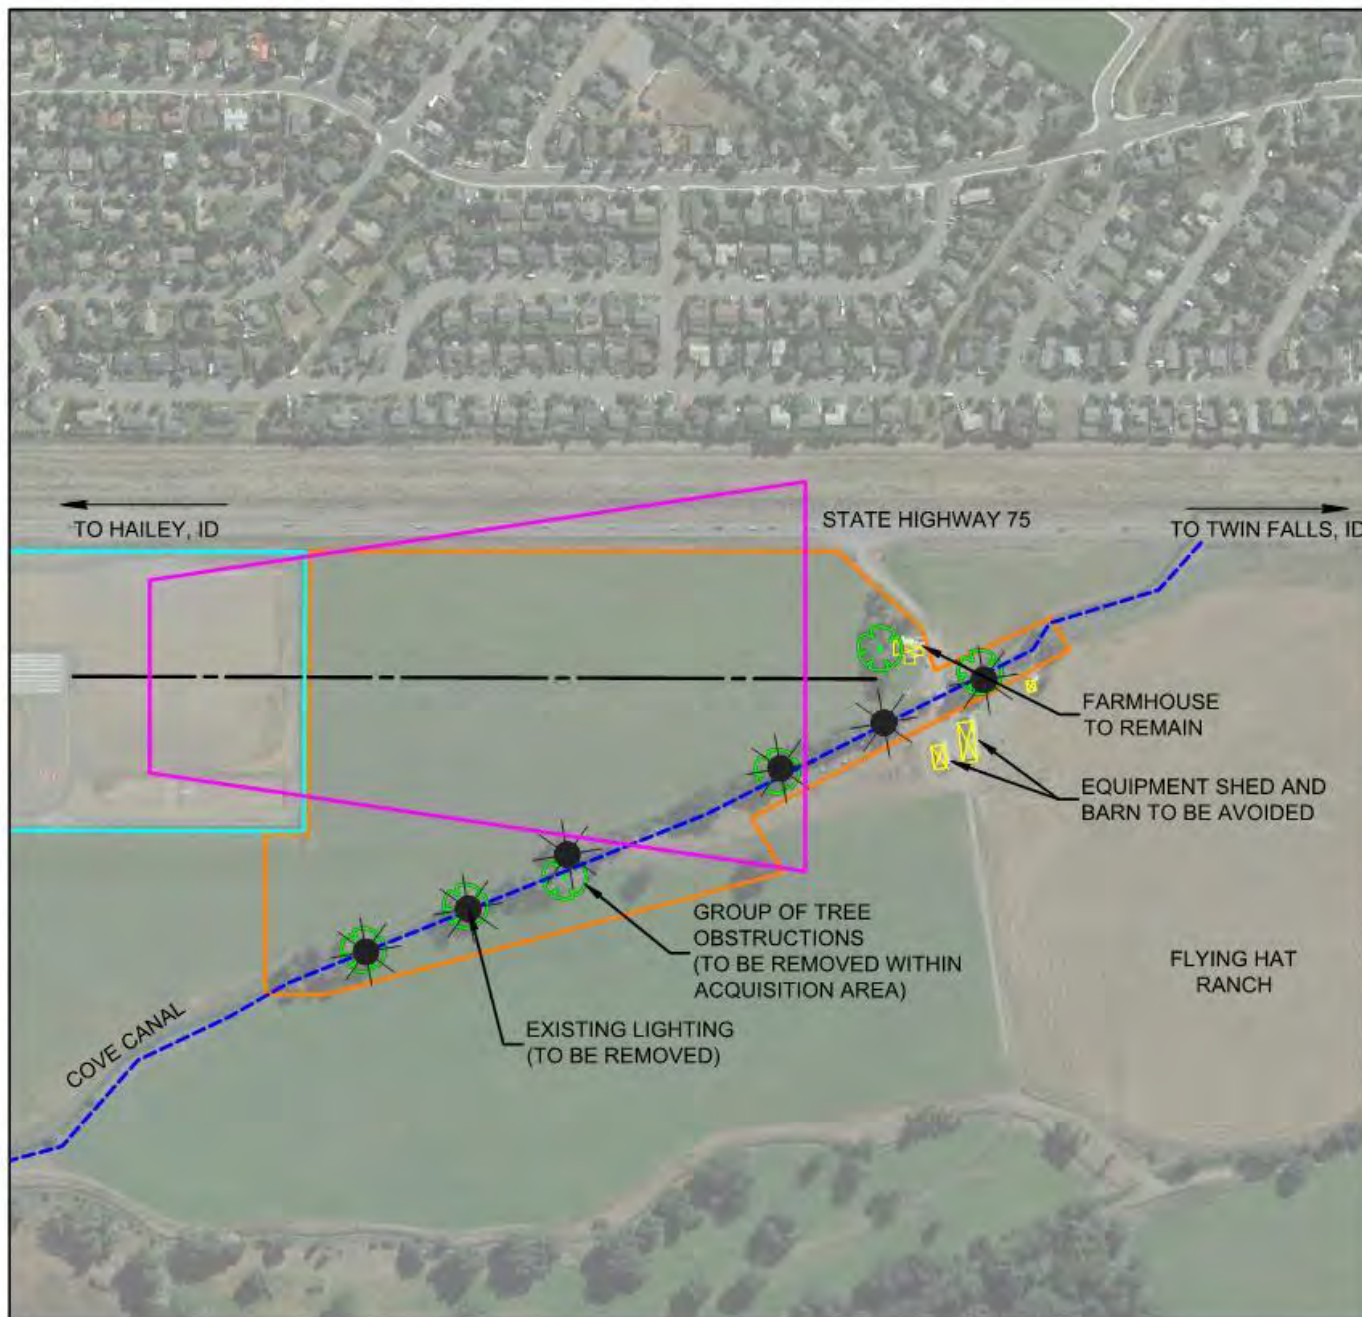 TO HAILEY, ID
STATE HIGHWAY 75
TO TWIN FALLS, ID
FARMHOUSE
TO REMAIN
EQUIPMENT SHED AND
BARN TO BE AVOIDED
GROUP OF TREE
OBSTRUCTIONS
(TO BE REMOVED WITHIN
ACQUISITION AREA)
FLYING HAT
RANCH
EXISTING LIGHTING
(TO BE REMOVED)
COVE CANAL